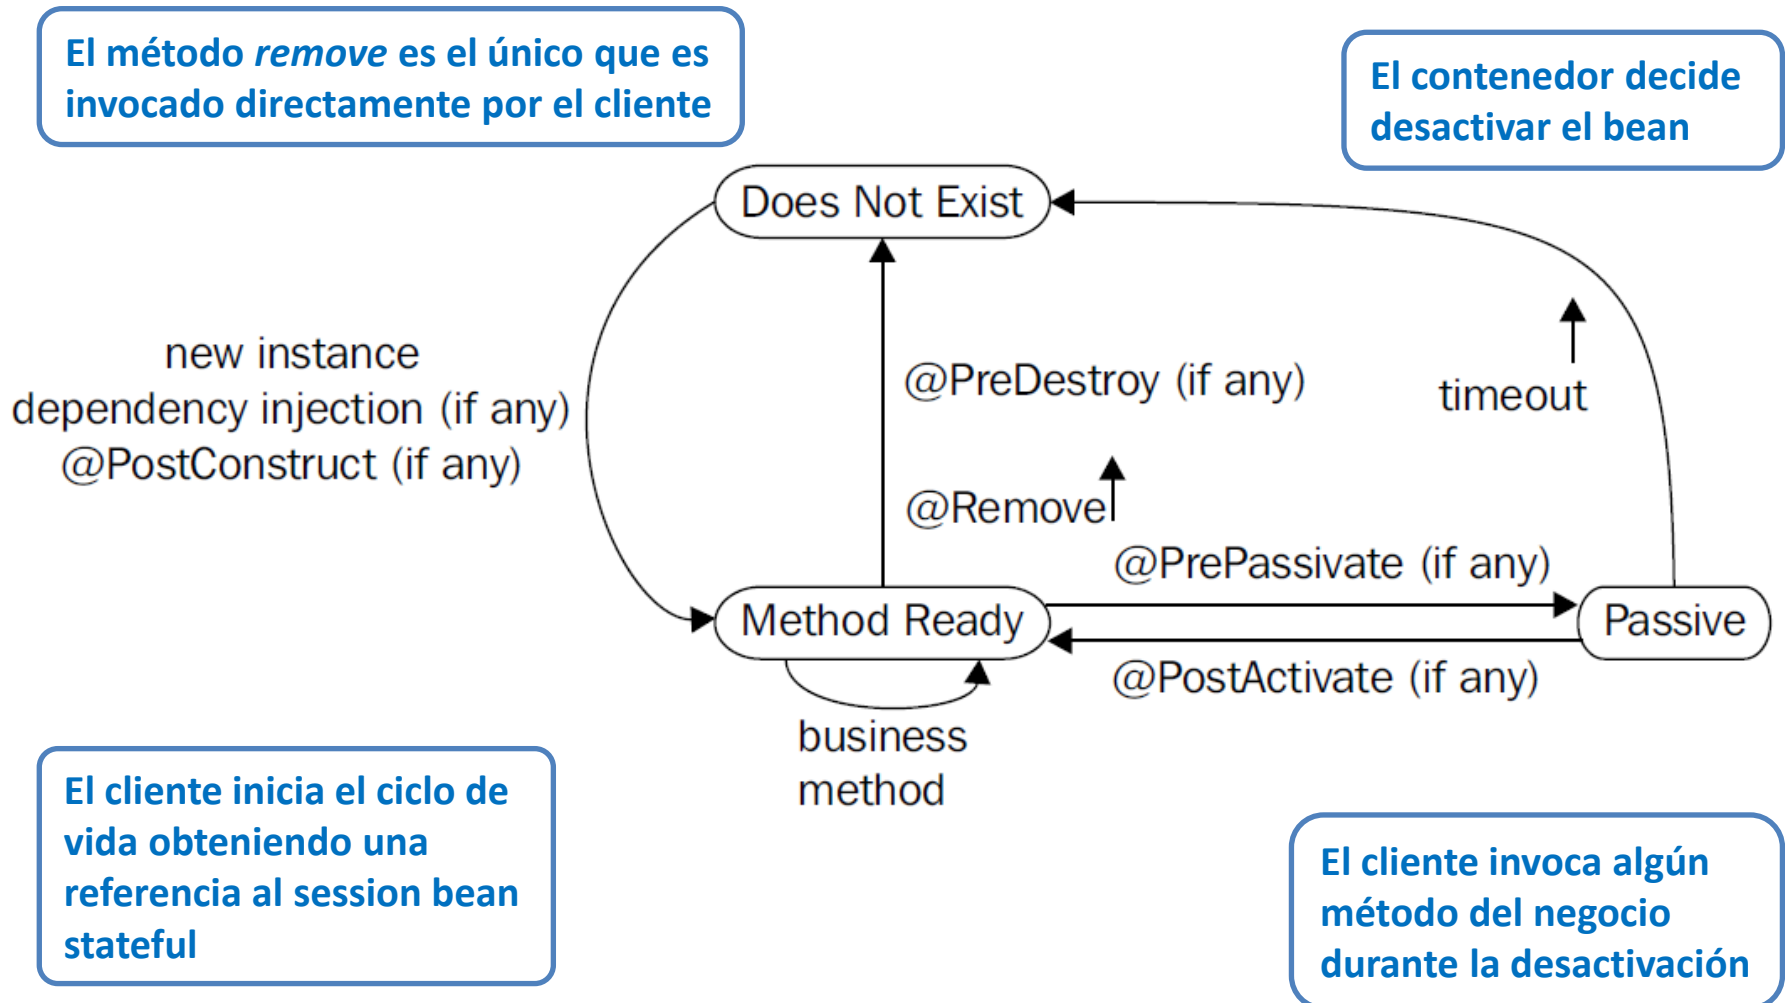 El método remove es el único que es
invocado directamente por el cliente
El contenedor decide
desactivar el bean
Does Not Exist
new instance
dependency injection (if any)
@PostConstruct (if any)
@PreDestroy (if any)
timeout
@Remove
@PrePassivate (if any)
Method Ready
Passive
@PostActivate (if any)
business
method
El cliente inicia el ciclo de
vida obteniendo una
referencia al session bean
stateful
El cliente invoca algún
método del negocio
durante la desactivación